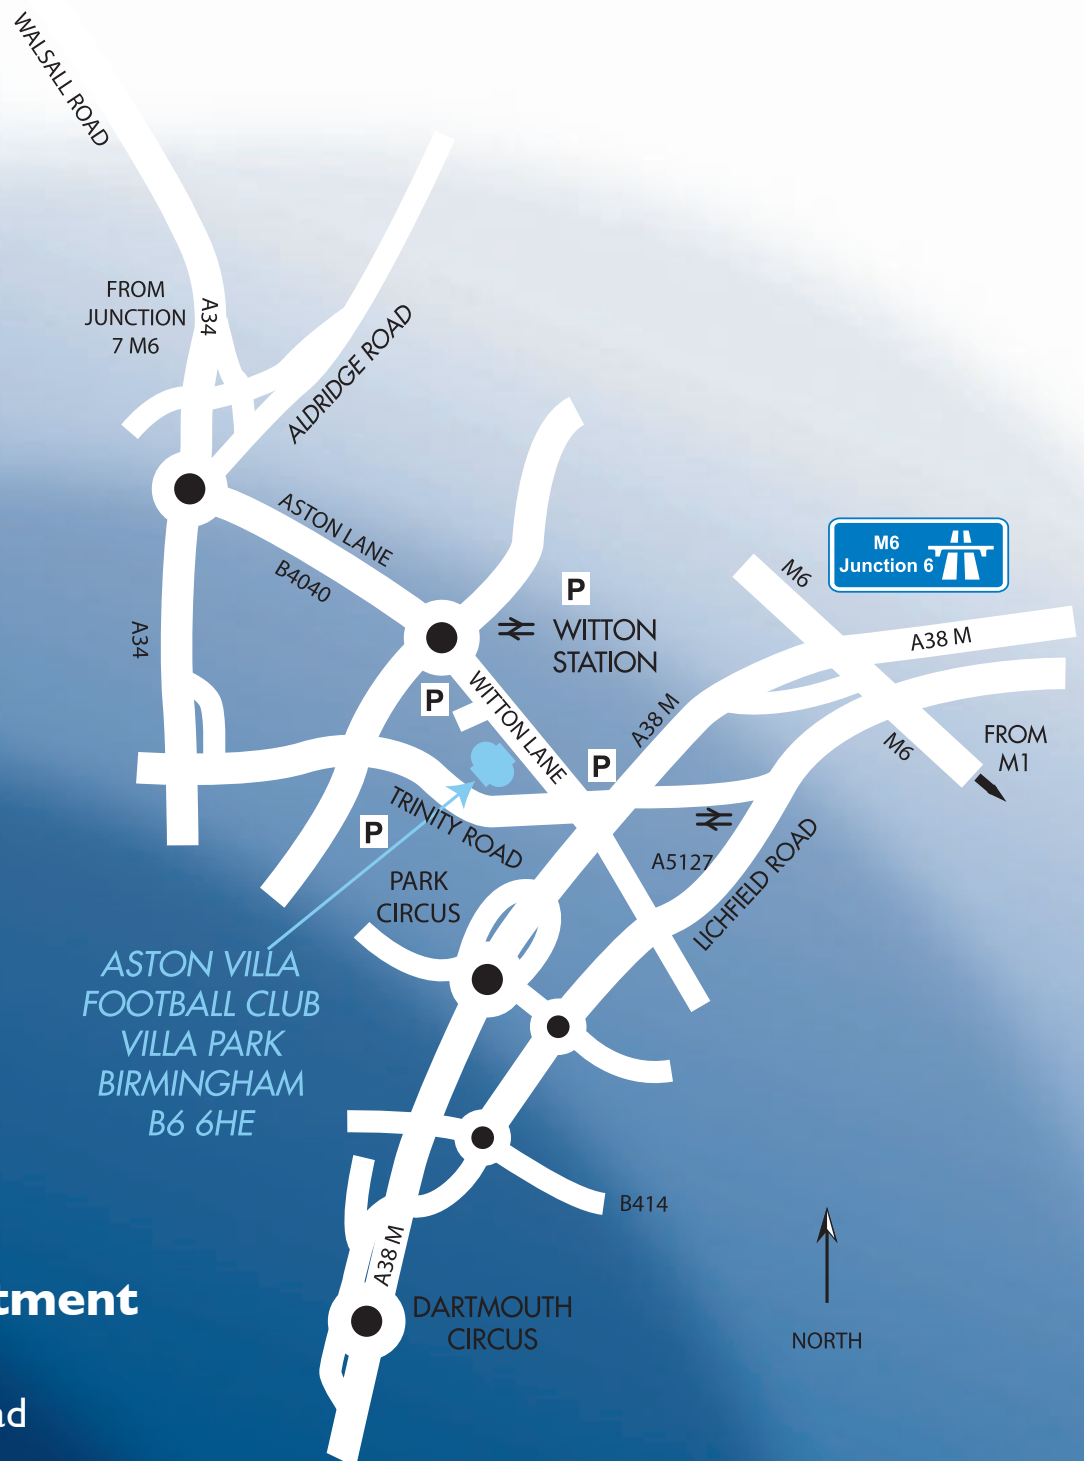 WALSALL ROAD
FROM
JUNCTION
7 M6
A34
ALDRIDGE ROAD
ASTON LANE
B4040
M6
Junction 6
M6
P
A34
WITTON
STATION
A38 M
P
WITTON LANE
A38 M
M6
FROM
M1
P
TRINITY ROAD
P
A5127
LICHFIELD ROAD
PARK
CIRCUS
ASTON VILLA
FOOTBALL CLUB
VILLA PARK
BIRMINGHAM
B6 6HE
B414
A38 M
tment
DARTMOUTH
CIRCUS
NORTH
ad